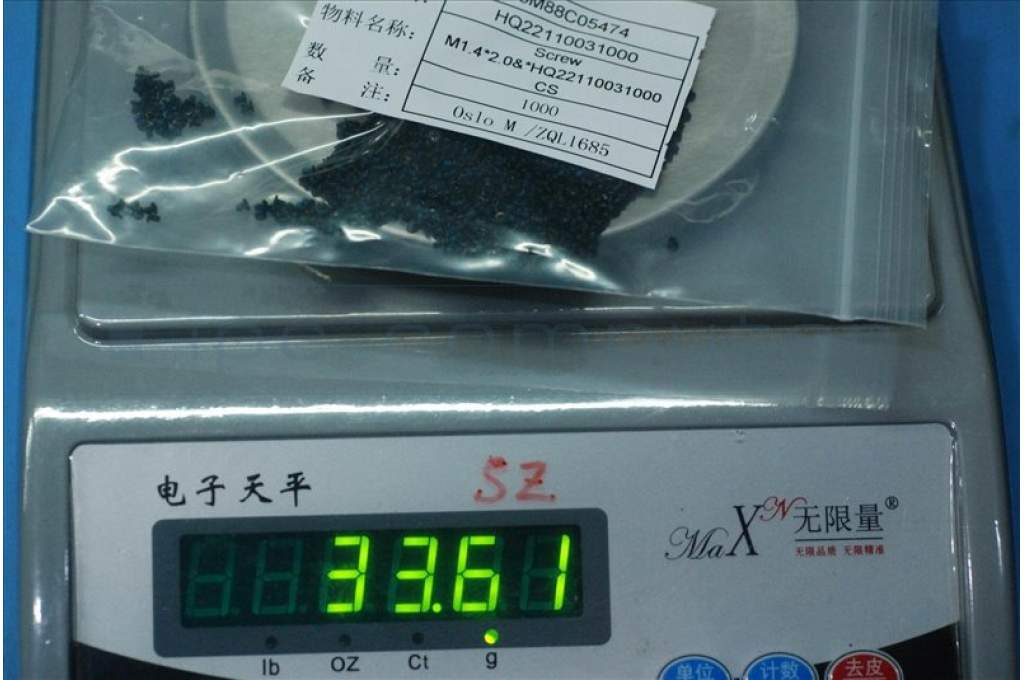 M88C05474
HQ22110031000
物料名称:
Screw
M1.4*2.0&*HQ22110031000
CS
数 量:
1000
备 注:
Oslo M /ZQL1685
电子天平
SZ.
33.61
MaX N 无限量®
无限品质 无限精准
lb OZ Ct g
单位 计数 去皮